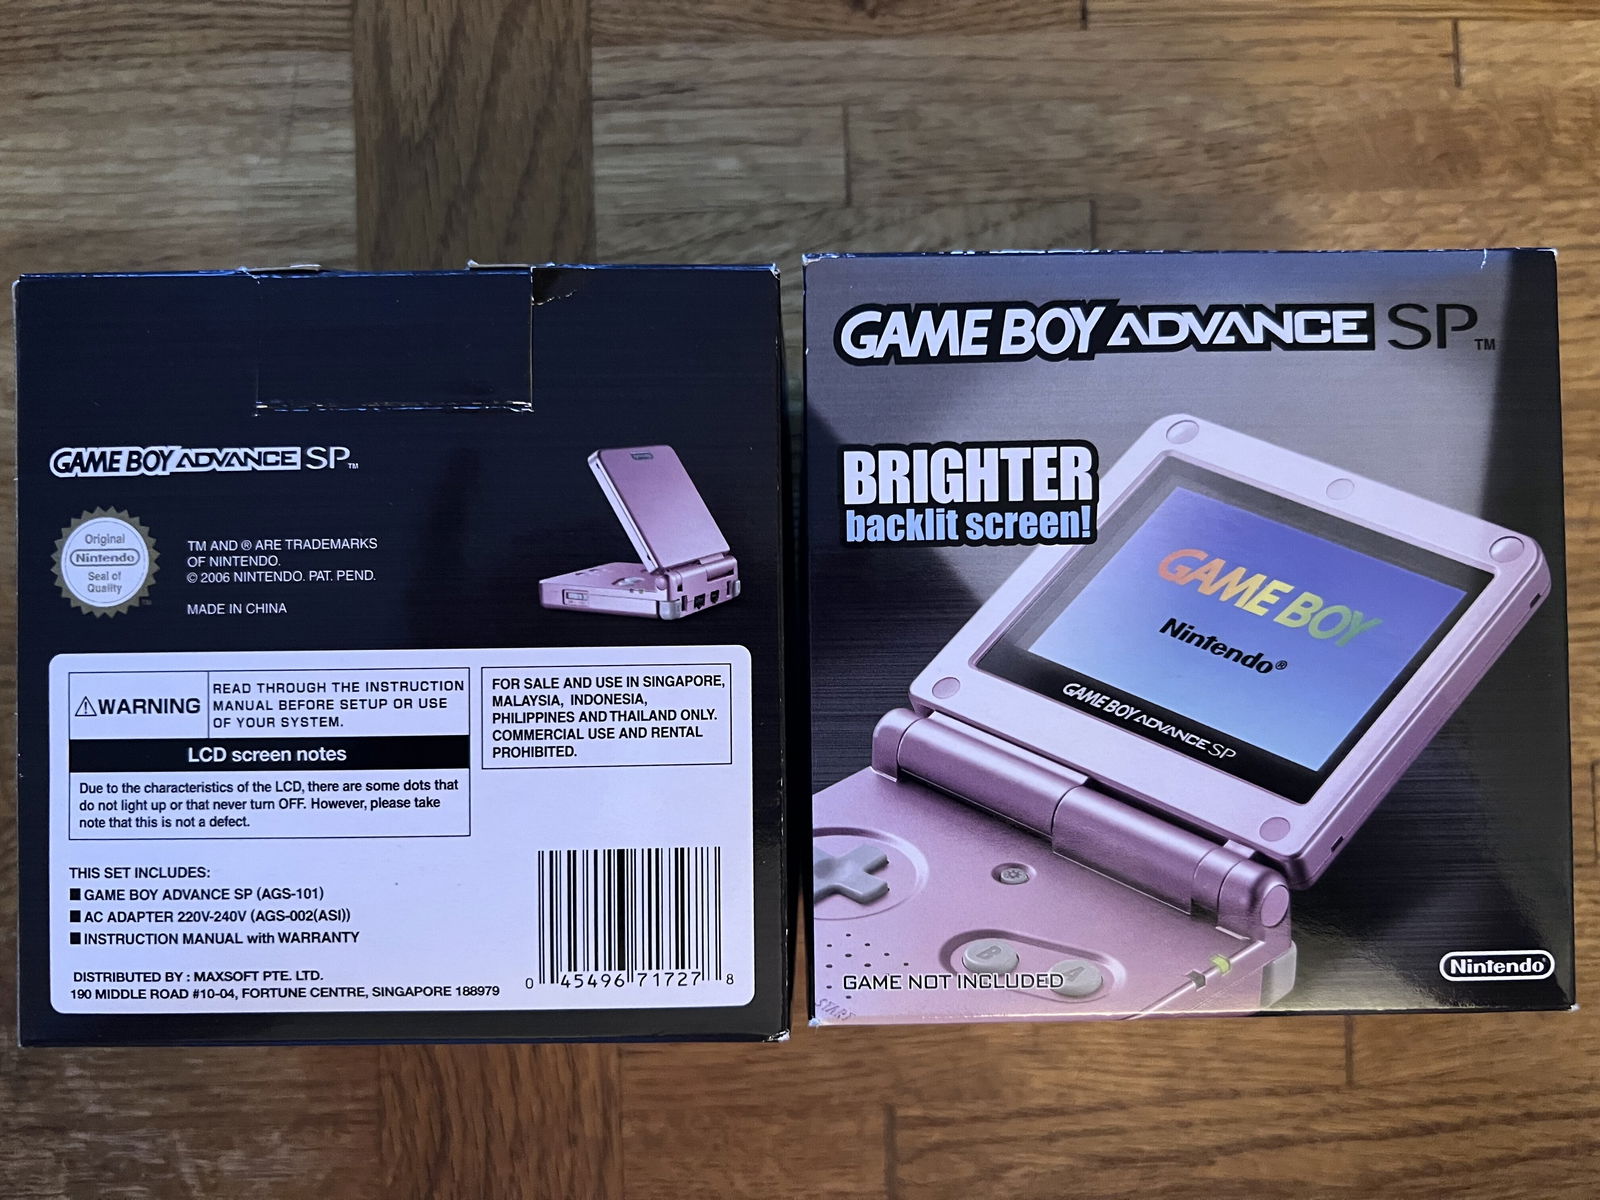 GAME BOY ADVANCE SP™
Original
Nintendo
Seal of
Quality
TM
TM AND ® ARE TRADEMARKS
OF NINTENDO.
© 2006 NINTENDO. PAT. PEND.
MADE IN CHINA
⚠WARNING
READ THROUGH THE INSTRUCTION
MANUAL BEFORE SETUP OR USE
OF YOUR SYSTEM.
LCD screen notes
Due to the characteristics of the LCD, there are some dots that
do not light up or that never turn OFF. However, please take
note that this is not a defect.
FOR SALE AND USE IN SINGAPORE,
MALAYSIA, INDONESIA,
PHILIPPINES AND THAILAND ONLY.
COMMERCIAL USE AND RENTAL
PROHIBITED.
THIS SET INCLUDES:
■ GAME BOY ADVANCE SP (AGS-101)
■ AC ADAPTER 220V-240V (AGS-002(ASI))
■ INSTRUCTION MANUAL with WARRANTY
DISTRIBUTED BY : MAXSOFT PTE. LTD.
190 MIDDLE ROAD #10-04, FORTUNE CENTRE, SINGAPORE 188979
0 45496 71727 8
GAME BOY ADVANCE SP™
BRIGHTER
backlit screen!
GAME BOY
Nintendo®
GAME BOY ADVANCE SP
B
A
GAME NOT INCLUDED
START
Nintendo®